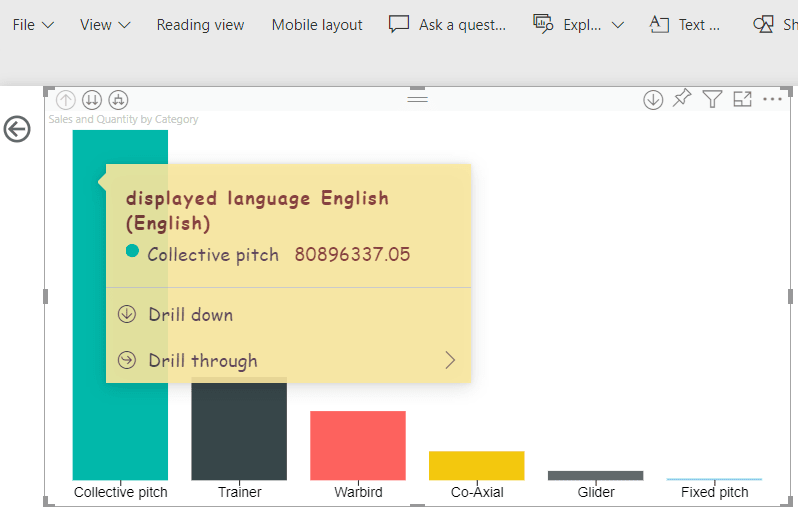 File View Reading view Mobile layout Ask a quest... Expl... Text ... Sh
Sales and Quantity by Category
displayed language English
(English)
Collective pitch 80896337.05
Drill down
Drill through
Collective pitch Trainer Warbird Co-Axial Glider Fixed pitch